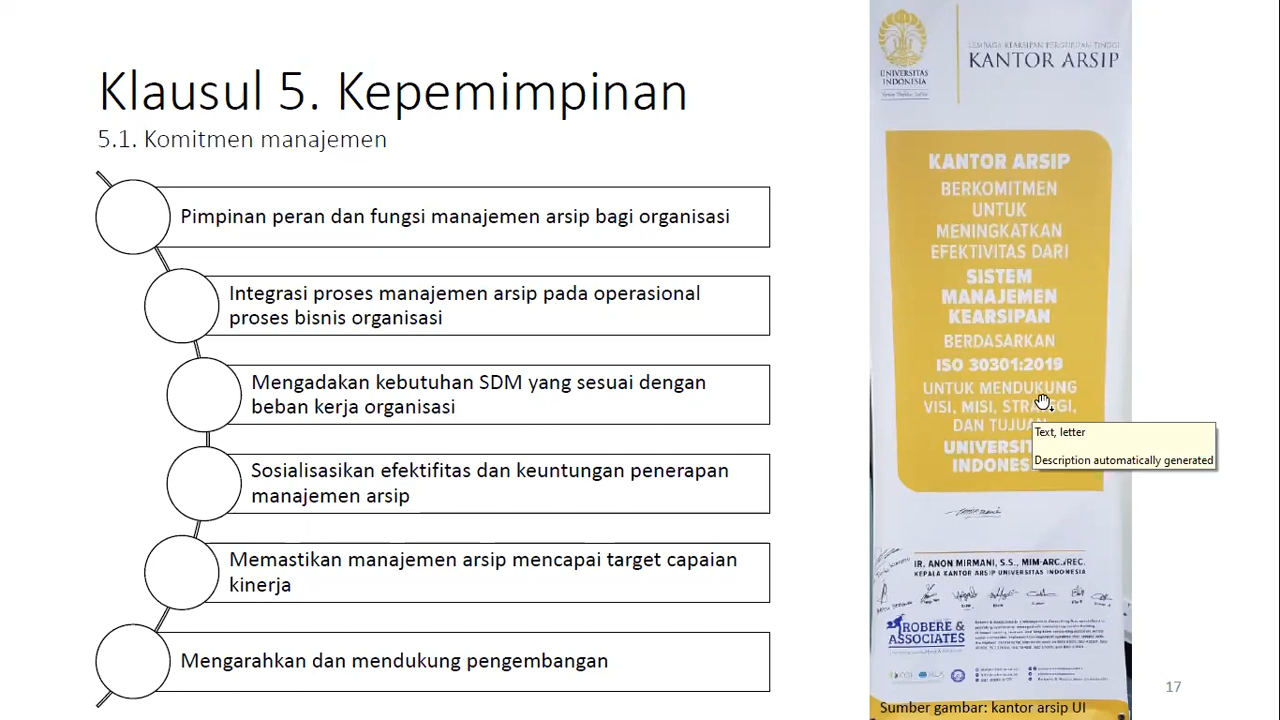 Klausul 5. Kepemimpinan
5.1. Komitmen manajemen
Pimpinan peran dan fungsi manajemen arsip bagi organisasi
Integrasi proses manajemen arsip pada operasional
proses bisnis organisasi
Mengadakan kebutuhan SDM yang sesuai dengan
beban kerja organisasi
Sosialisasikan efektifitas dan keuntungan penerapan
manajemen arsip
Memastikan manajemen arsip mencapai target capaian
kinerja
Mengarahkan dan mendukung pengembangan
UNIVERSITAS
INDONESIA
LEMBAGA KEARSIPAN PERGURUAN TINGGI
KANTOR ARSIP
KANTOR ARSIP
BERKOMITMEN
UNTUK
MENINGKATKAN
EFEKTIVITAS DARI
SISTEM
MANAJEMEN
KEARSIPAN
BERDASARKAN
ISO 30301:2019
UNTUK MENDUKUNG
VISI, MISI,
DAN TUJUAN
Text, letter
Description automatically generated
IR. ANON MIRMANI, S.S., MIM-ARC./REC.
KEPALA KANTOR ARSIP UNIVERSITAS INDONESIA
ROBERE &
ASSOCIATES
Sumber gambar: kantor arsip UI
17